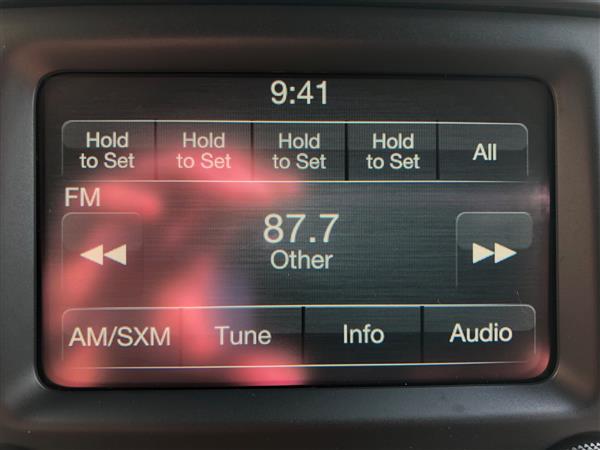 9:41
Hold to Set Hold to Set Hold to Set Hold to Set All
FM
87.7
Other
AM/SXM Tune Info Audio